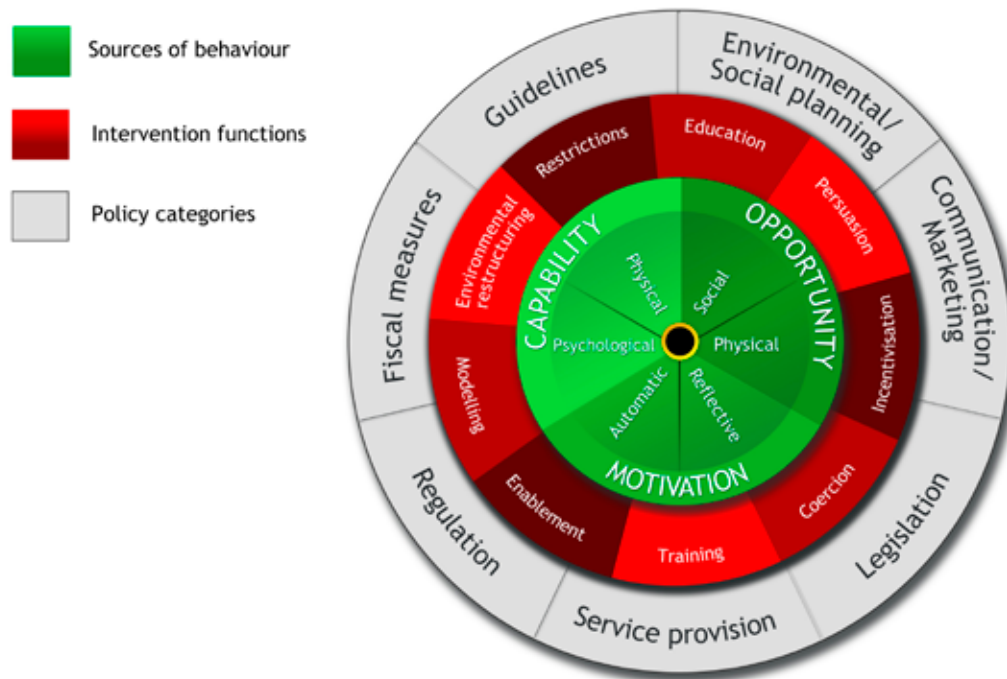 Sources of behaviour
Intervention functions
Policy categories
Guidelines
Environmental/
Social planning
Communication/
Marketing
Legislation
Service provision
Regulation
Fiscal measures
Restrictions
Education
Persuasion
Incentivisation
Coercion
Training
Enablement
Modelling
Environmental
restructuring
CAPABILITY
OPPORTUNITY
MOTIVATION
Physical
Social
Physical
Reflective
Automatic
Psychological